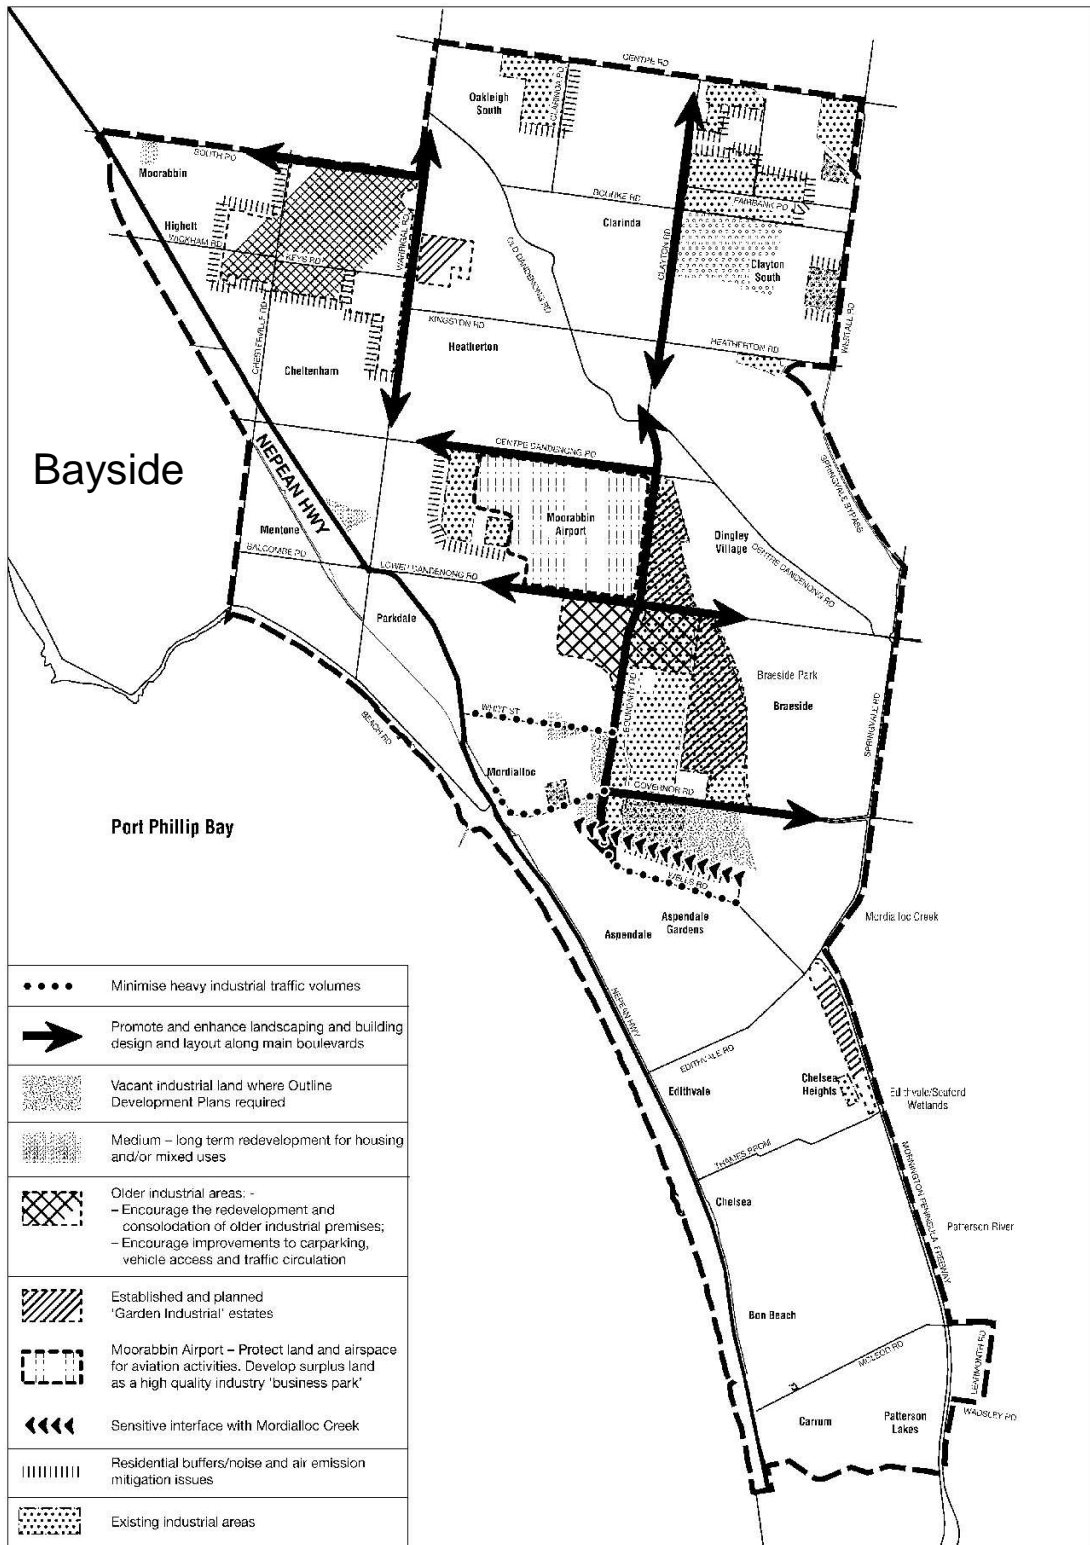 CENTRE RD
Oakleigh
South
CLARINDA RD
SOUTH RD
Moorabbin
BOURKE RD
FAIRBANK RD
Clarinda
Highett
WICKHAM RD
KEYS RD
WARRIGAL RD
OLD DANDENONG RD
CLAYTON RD
Clayton
South
WESTALL RD
CHESTERVILLE RD
KINGSTON RD
Heatherton
HEATHERTON RD
Cheltenham
Bayside
NEPEAN HWY
CENTRE DANDENONG RD
SPRINGVALE BYPASS
Moorabbin
Airport
Dingley
Village
CENTRE DANDENONG RD
Mentone
BALCOMBE RD
LOWER DANDENONG RD
Parkdale
Braeside Park
Braeside
BOUNDARY RD
SPRINGVALE RD
WHITE ST
BEACH RD
Mordialloc
GOVERNOR RD
Port Phillip Bay
WELLS RD
Aspendale
Gardens
Aspendale
Mordialloc Creek
NEPEAN HWY
EDITHVALE RD
Edithvale
Chelsea
Heights
Edithvale/Seaford
Wetlands
THAMES PROM
MORNINGTON PENINSULA FREEWAY
Chelsea
Patterson River
Bon Beach
McLEOD RD
LEARMONTH RD
WADSLEY RD
Carrum
Patterson
Lakes
Minimise heavy industrial traffic volumes
Promote and enhance landscaping and building
design and layout along main boulevards
Vacant industrial land where Outline
Development Plans required
Medium – long term redevelopment for housing
and/or mixed uses
Older industrial areas: -
– Encourage the redevelopment and
consolodation of older industrial premises;
– Encourage improvements to carparking,
vehicle access and traffic circulation
Established and planned
'Garden Industrial' estates
Moorabbin Airport – Protect land and airspace
for aviation activities. Develop surplus land
as a high quality industry 'business park'
Sensitive interface with Mordialloc Creek
Residential buffers/noise and air emission
mitigation issues
Existing industrial areas